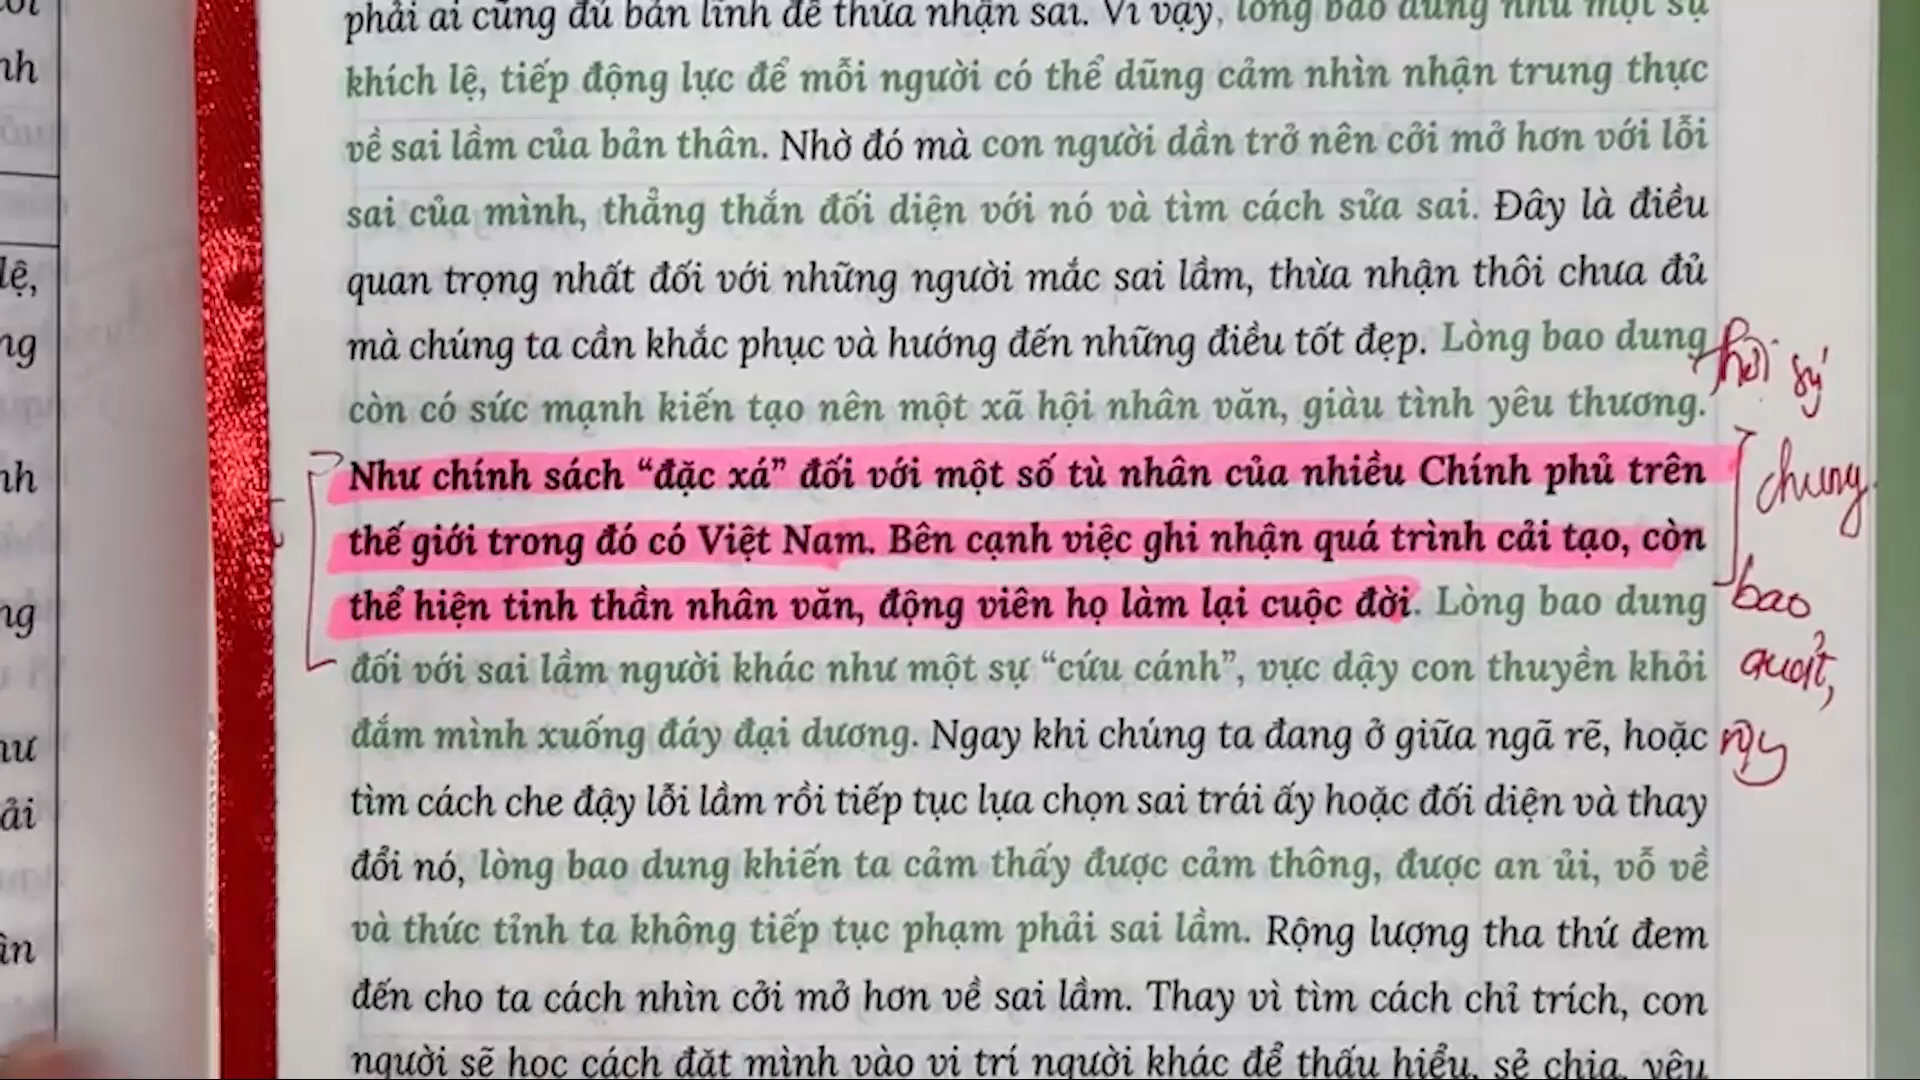 phải ai cũng đủ bản lĩnh để thừa nhận sai. Vì vậy, lòng bao dung như một sự
khích lệ, tiếp động lực để mỗi người có thể dũng cảm nhìn nhận trung thực
về sai lầm của bản thân. Nhờ đó mà con người dần trở nên cởi mở hơn với lỗi
sai của mình, thẳng thắn đối diện với nó và tìm cách sửa sai. Đây là điều
quan trọng nhất đối với những người mắc sai lầm, thừa nhận thôi chưa đủ
mà chúng ta cần khắc phục và hướng đến những điều tốt đẹp. Lòng bao dung
còn có sức mạnh kiến tạo nên một xã hội nhân văn, giàu tình yêu thương.
Như chính sách “đặc xá” đối với một số tù nhân của nhiều Chính phủ trên
thế giới trong đó có Việt Nam. Bên cạnh việc ghi nhận quá trình cải tạo, còn
thể hiện tinh thần nhân văn, động viên họ làm lại cuộc đời. Lòng bao dung
đối với sai lầm người khác như một sự “cứu cánh”, vực dậy con thuyền khỏi
đắm mình xuống đáy đại dương. Ngay khi chúng ta đang ở giữa ngã rẽ, hoặc
tìm cách che đậy lỗi lầm rồi tiếp tục lựa chọn sai trái ấy hoặc đối diện và thay
đổi nó, lòng bao dung khiến ta cảm thấy được cảm thông, được an ủi, vỗ về
và thức tỉnh ta không tiếp tục phạm phải sai lầm. Rộng lượng tha thứ đem
đến cho ta cách nhìn cởi mở hơn về sai lầm. Thay vì tìm cách chỉ trích, con
người sẽ học cách đặt mình vào vị trí người khác để thấu hiểu, sẻ chia, yêu
chung
bao
quát,
nh
lệ,
ng
nh
ng
ải